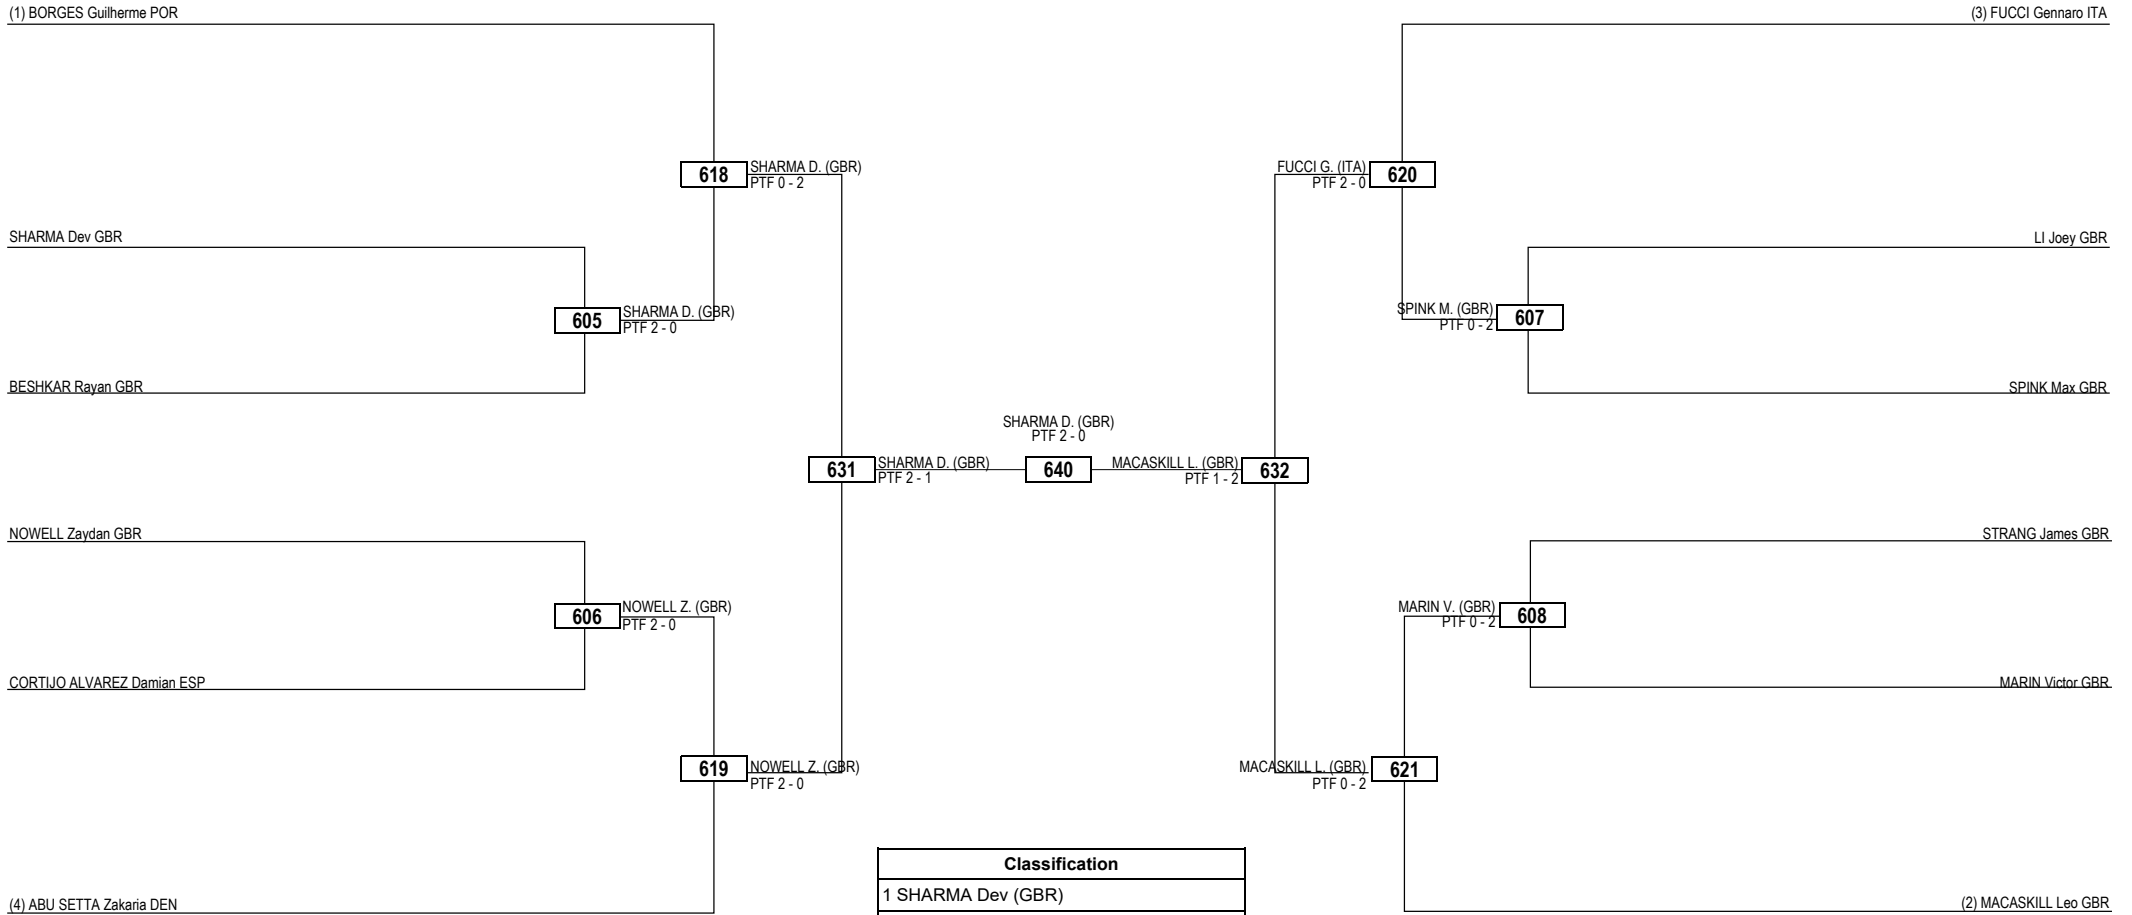 (1) BORGES Guilherme POR
(3) FUCCI Gennaro ITA
618
SHARMA D. (GBR)
PTF 0 - 2
FUCCI G. (ITA)
PTF 2 - 0
620
SHARMA Dev GBR
LI Joey GBR
605
SHARMA D. (GBR)
PTF 2 - 0
SPINK M. (GBR)
PTF 0 - 2
607
BESHKAR Rayan GBR
SPINK Max GBR
SHARMA D. (GBR)
PTF 2 - 0
631
SHARMA D. (GBR)
PTF 2 - 1
640
MACASKILL L. (GBR)
PTF 1 - 2
632
NOWELL Zaydan GBR
STRANG James GBR
606
NOWELL Z. (GBR)
PTF 2 - 0
MARIN V. (GBR)
PTF 0 - 2
608
CORTIJO ALVAREZ Damian ESP
MARIN Victor GBR
619
NOWELL Z. (GBR)
PTF 2 - 0
MACASKILL L. (GBR)
PTF 0 - 2
621
Classification
1 SHARMA Dev (GBR)
(4) ABU SETTA Zakaria DEN
(2) MACASKILL Leo GBR